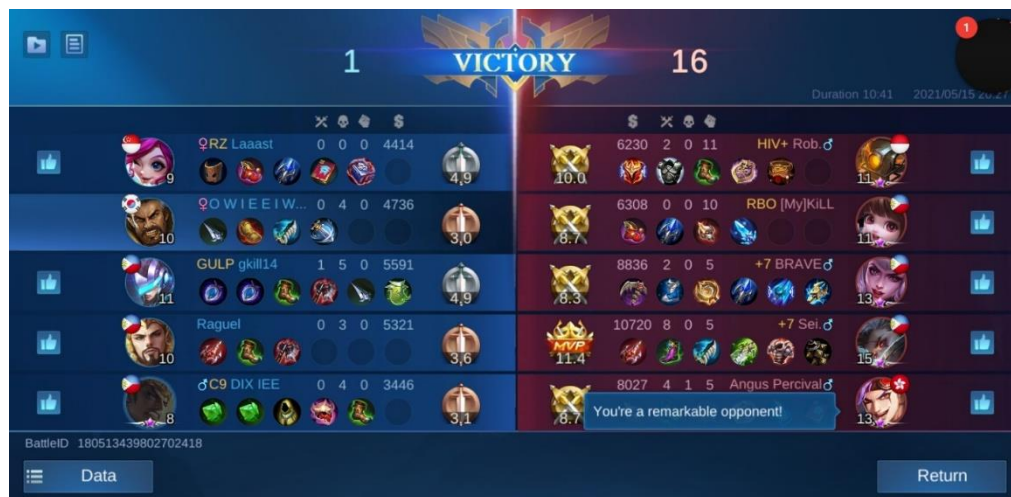 1
1 VICTORY 16
Duration 10:41 2021/05/15 20:27
RZ Laaast 0 0 0 4414
9 4,9
6230 2 0 11 HIV+ Rob.
10.0 11
O W I E E I W... 0 4 0 4736
10 3,0
6308 0 0 10 RBO [My]KiLL
8.7 11
GULP gkill14 1 5 0 5591
11 4,9
8836 2 0 5 +7 BRAVE
8.3 13
Raguel 0 3 0 5321
10 3,6
10720 8 0 5 +7 Sei.
MVP
11.4 15
C9 DIX IEE 0 4 0 3446
8 3,1
8027 4 1 5 Angus Percival
8.7 You're a remarkable opponent! 13
BattleID 180513439802702418
Data Return